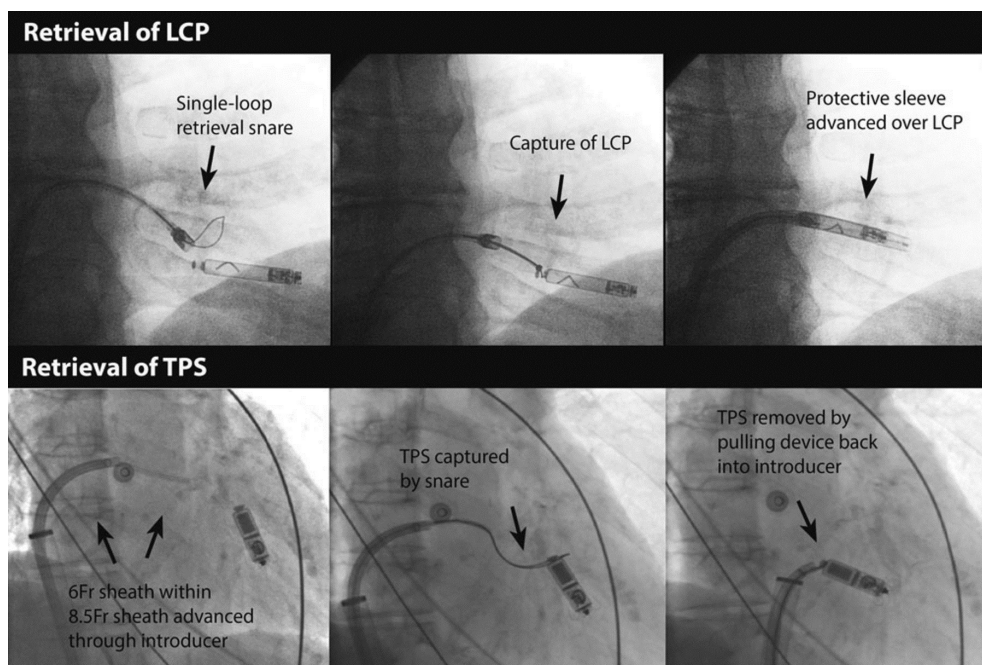 Retrieval of LCP
Single-loop
retrieval snare
Capture of LCP
Protective sleeve
advanced over LCP
Retrieval of TPS
6Fr sheath within
8.5Fr sheath advanced
through introducer
TPS captured
by snare
TPS removed by
pulling device back
into introducer